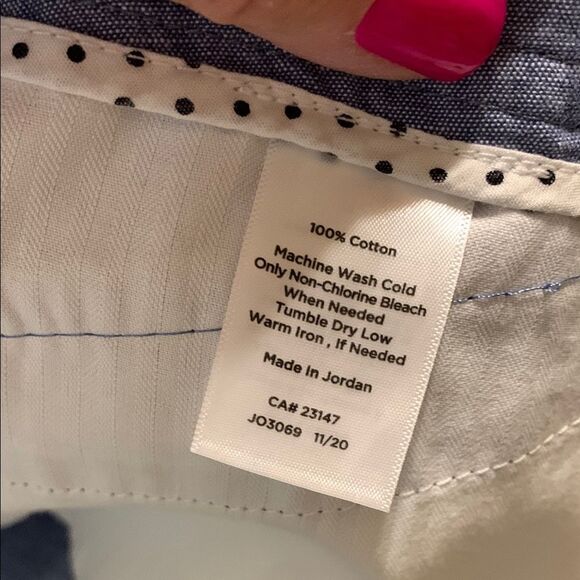 100% Cotton
Machine Wash Cold
Only Non-Chlorine Bleach
When Needed
Tumble Dry Low
Warm Iron , If Needed
Made In Jordan
CA# 23147
JO3069 11/20